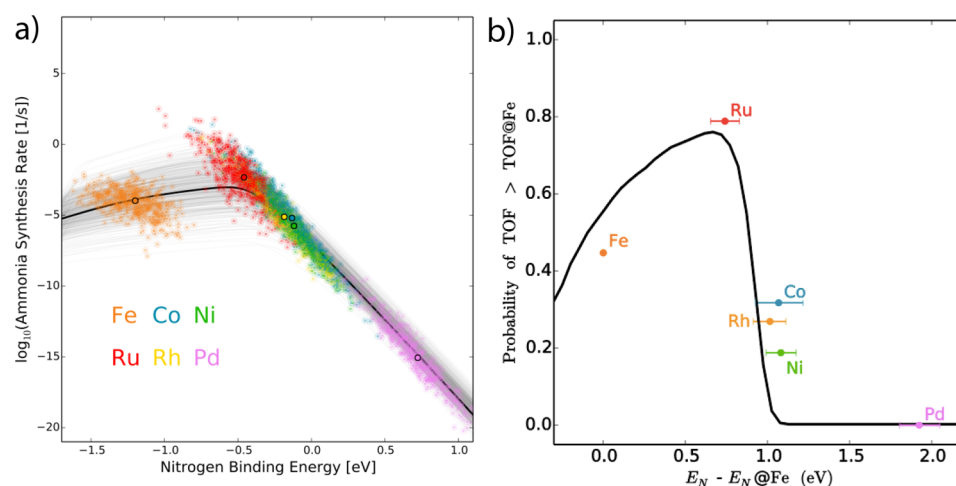 a)
log₁₀(Ammonia Synthesis Rate [1/s])
5
0
−5
−10
−15
−20
Fe Co Ni
Ru Rh Pd
−1.5 −1.0 −0.5 0.0 0.5 1.0
Nitrogen Binding Energy [eV]
b)
Probability of TOF > TOF@Fe
1.0
0.8
0.6
0.4
0.2
0.0
Ru
Fe
Co
Rh
Ni
Pd
0.0 0.5 1.0 1.5 2.0
E_N - E_N@Fe (eV)